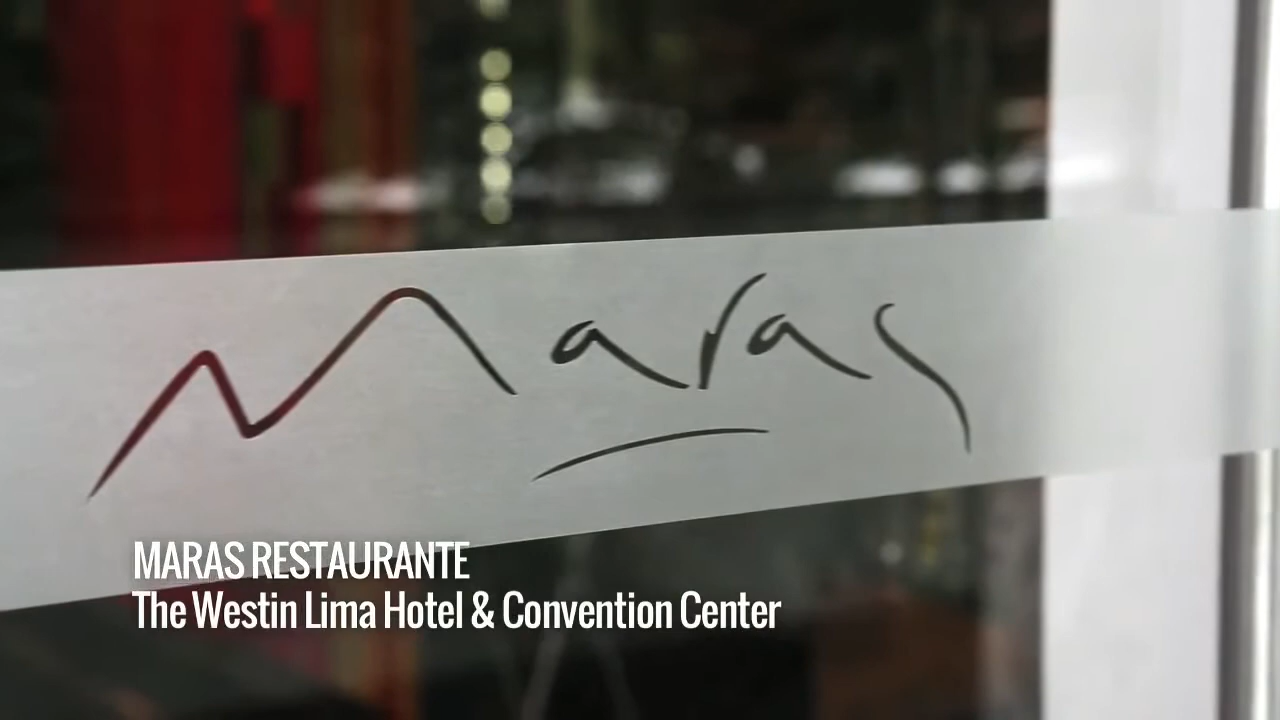 Maras
MARAS RESTAURANTE
The Westin Lima Hotel & Convention Center